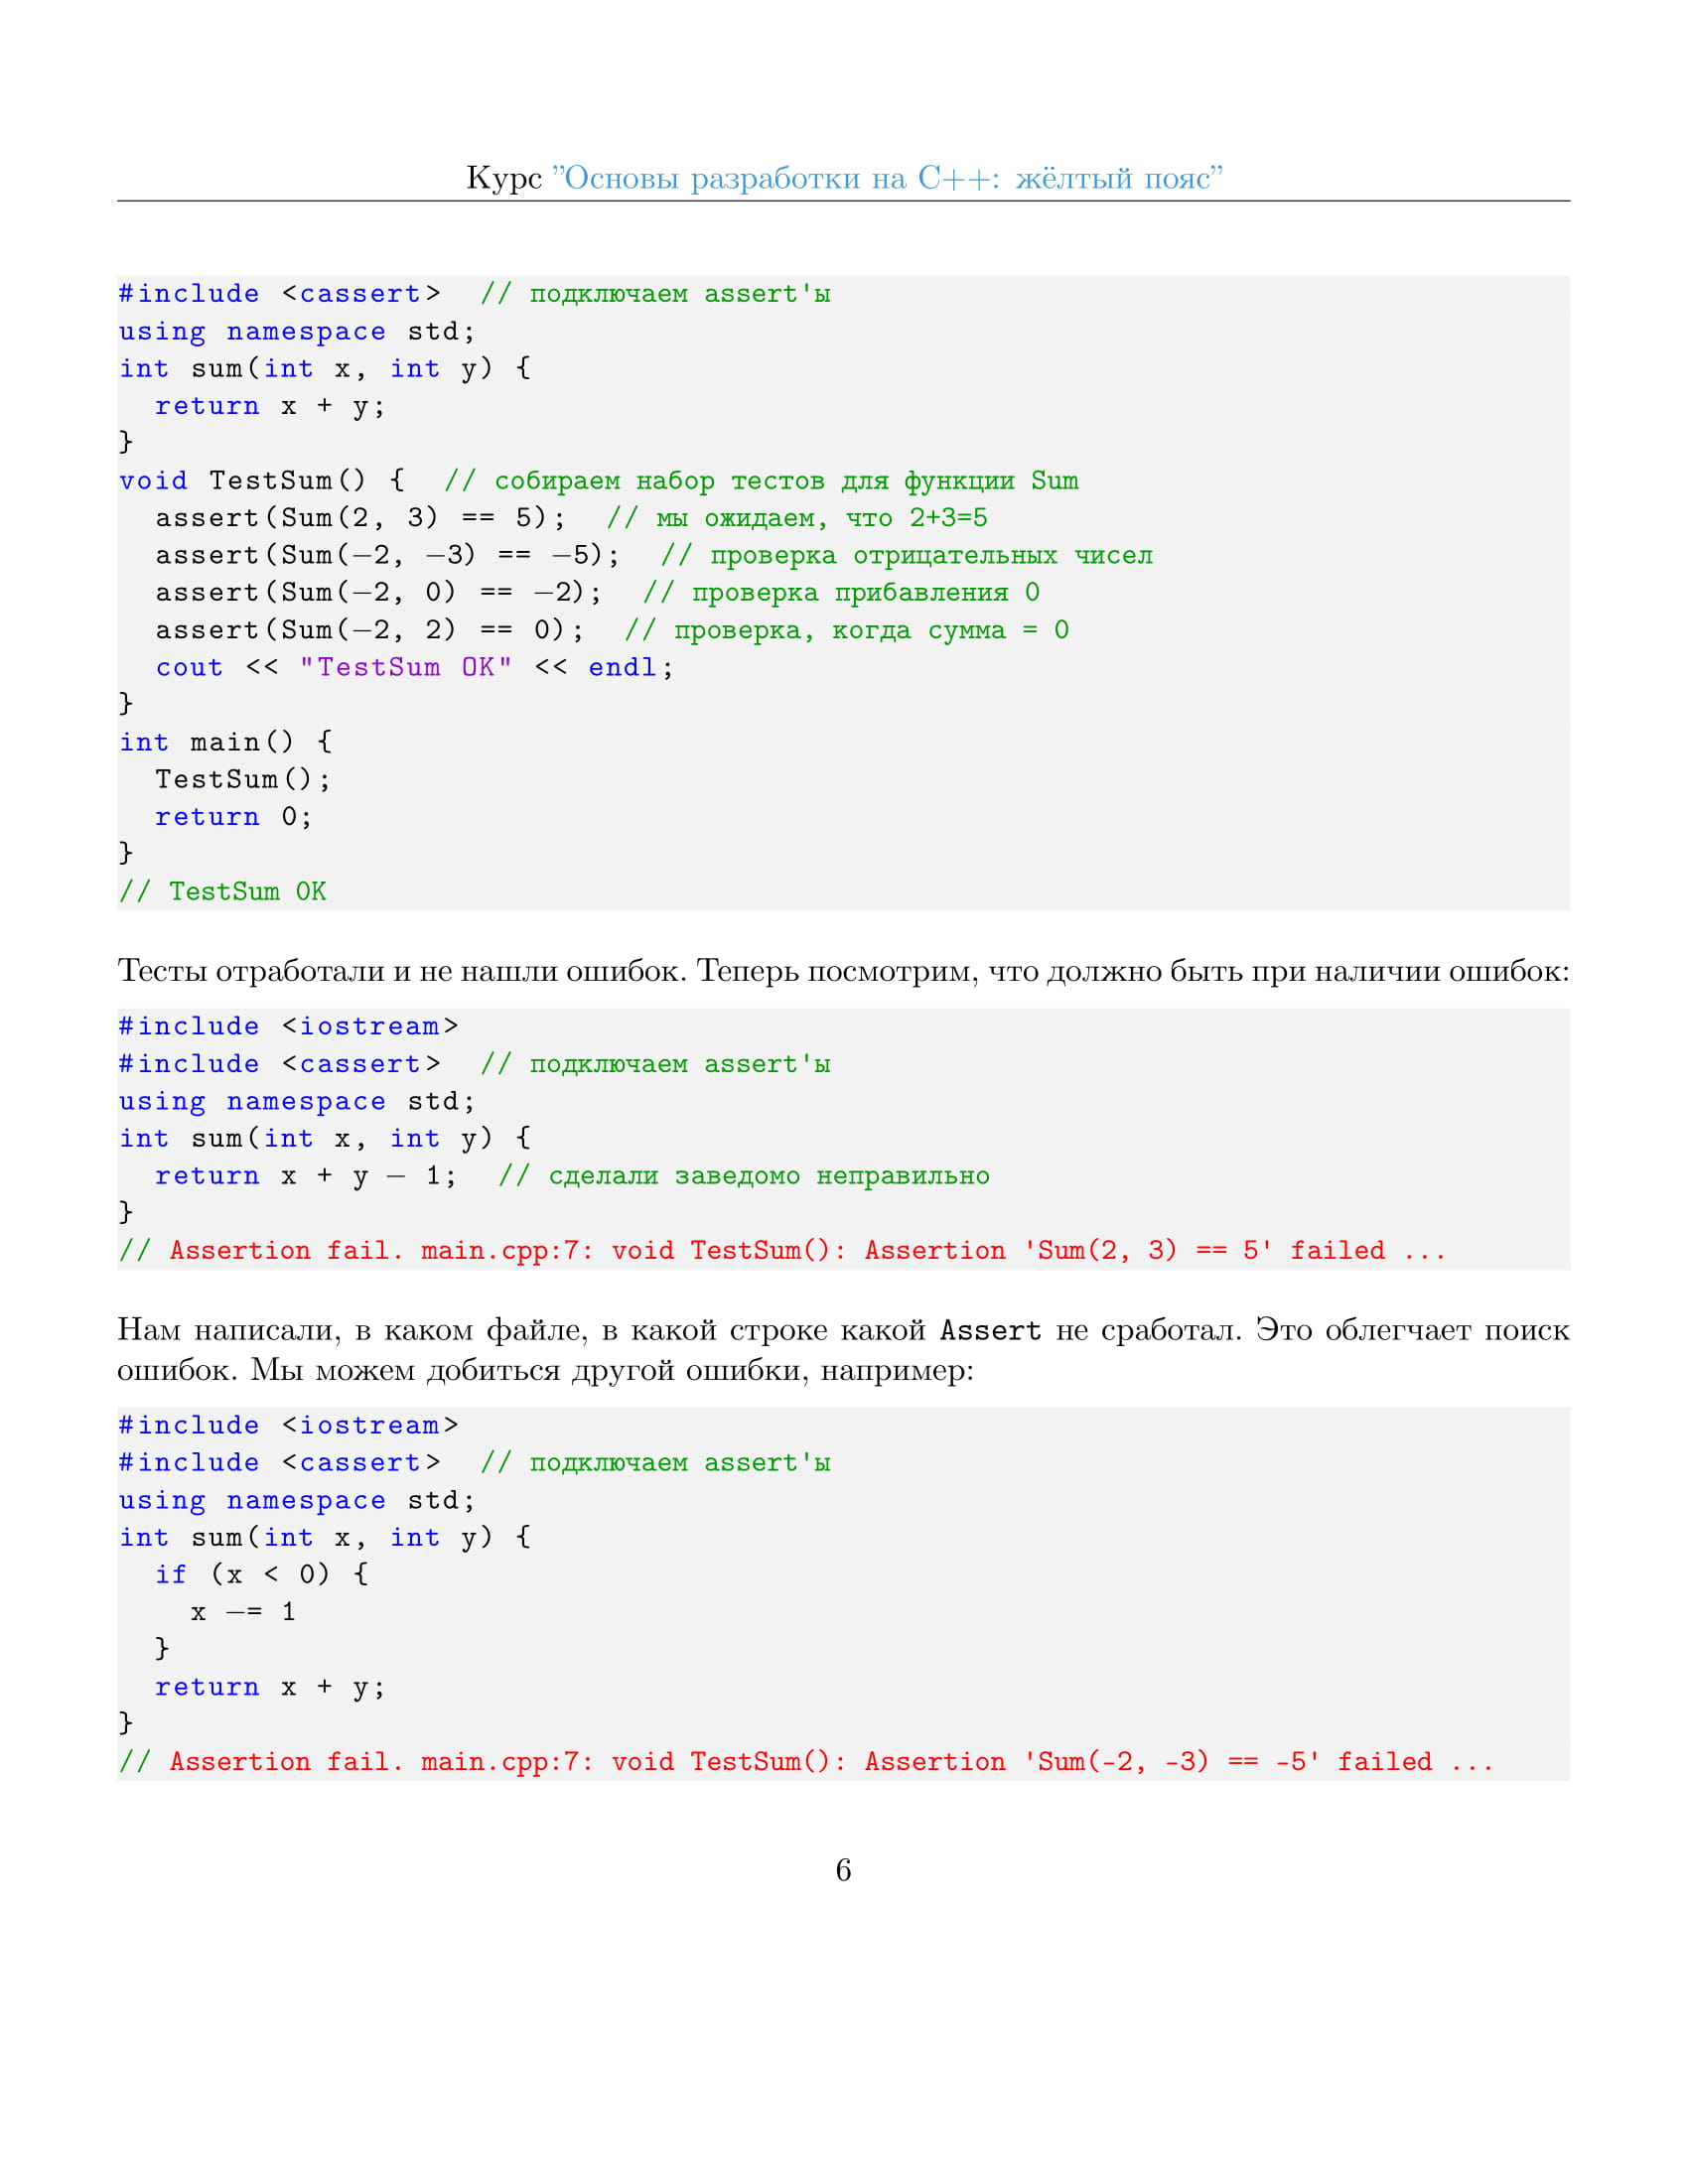 Курс ”Основы разработки на C++: жёлтый пояс”
#include <cassert>  // подключаем assert'ы
using namespace std;
int sum(int x, int y) {
  return x + y;
}
void TestSum() {  // собираем набор тестов для функции Sum
  assert(Sum(2, 3) == 5);  // мы ожидаем, что 2+3=5
  assert(Sum(−2, −3) == −5);  // проверка отрицательных чисел
  assert(Sum(−2, 0) == −2);  // проверка прибавления 0
  assert(Sum(−2, 2) == 0);  // проверка, когда сумма = 0
  cout << "TestSum OK" << endl;
}
int main() {
  TestSum();
  return 0;
}
// TestSum OK
Тесты отработали и не нашли ошибок. Теперь посмотрим, что должно быть при наличии ошибок:
#include <iostream>
#include <cassert>  // подключаем assert'ы
using namespace std;
int sum(int x, int y) {
  return x + y − 1;  // сделали заведомо неправильно
}
// Assertion fail. main.cpp:7: void TestSum(): Assertion 'Sum(2, 3) == 5' failed ...
Нам написали, в каком файле, в какой строке какой Assert не сработал. Это облегчает поиск
ошибок. Мы можем добиться другой ошибки, например:
#include <iostream>
#include <cassert>  // подключаем assert'ы
using namespace std;
int sum(int x, int y) {
  if (x < 0) {
    x −= 1
  }
  return x + y;
}
// Assertion fail. main.cpp:7: void TestSum(): Assertion 'Sum(-2, -3) == -5' failed ...
6